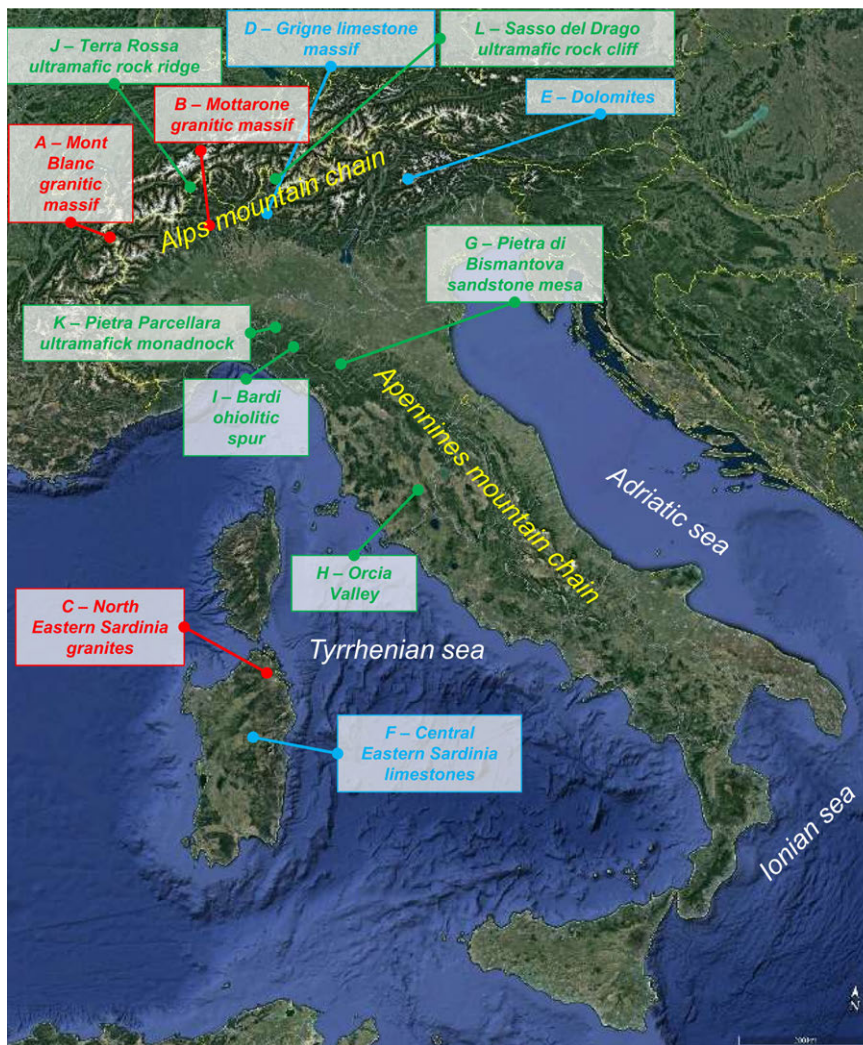 J – Terra Rossa
ultramafic rock ridge
D – Grigne limestone
massif
L – Sasso del Drago
ultramafic rock cliff
B – Mottarone
granitic massif
E – Dolomites
A – Mont
Blanc
granitic
massif
Alps mountain chain
G – Pietra di
Bismantova
sandstone mesa
K – Pietra Parcellara
ultramafick monadnock
I – Bardi
ohiolitic
spur
Apennines mountain chain
Adriatic sea
H – Orcia
Valley
C – North
Eastern Sardinia
granites
Tyrrhenian sea
F – Central
Eastern Sardinia
limestones
Ionian sea
N